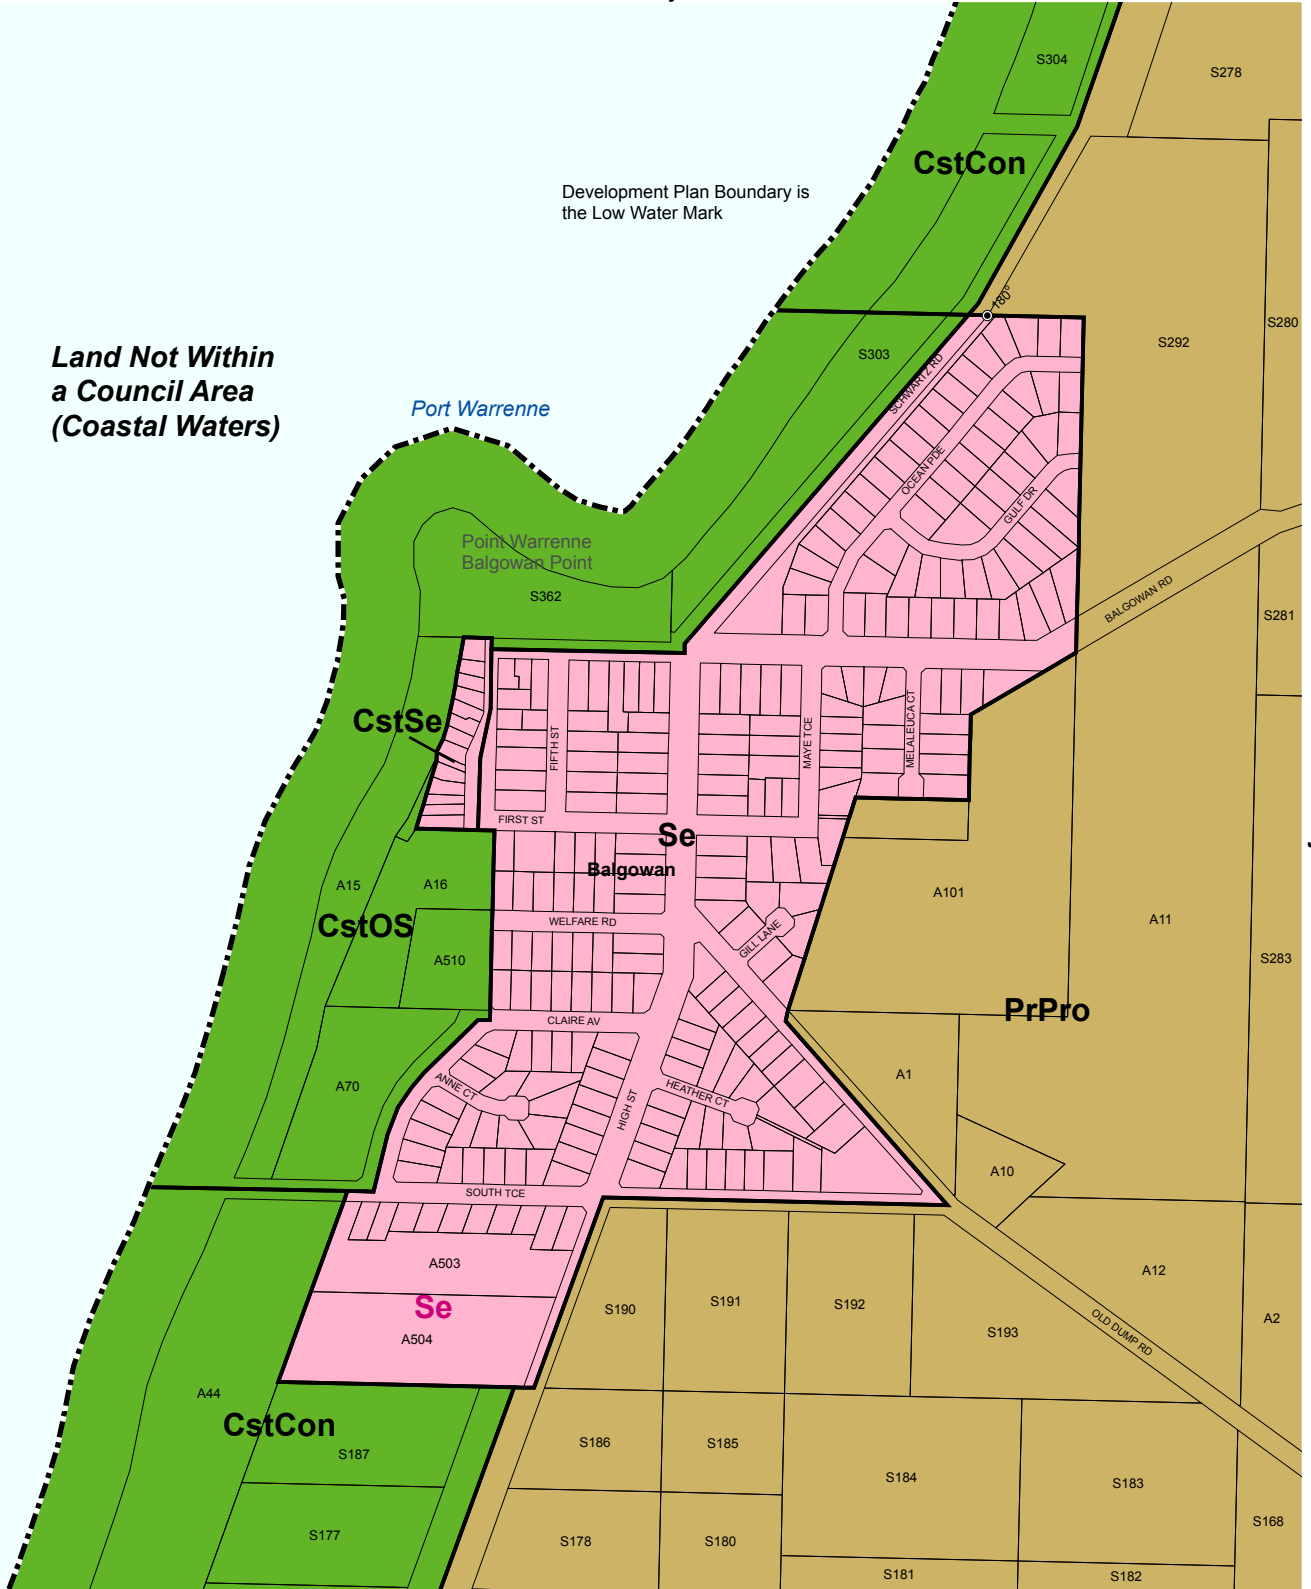 S304
S278
CstCon
Development Plan Boundary is
the Low Water Mark
180°
S280
S292
Land Not Within
a Council Area
(Coastal Waters)
S303
SCHWARTZ RD
Port Warrenne
OCEAN PDE
GULF DR
Point Warrenne
Balgowan Point
S362
BALGOWAN RD
S281
CstSe
FIFTH ST
MAYE TCE
MELALEUCA CT
FIRST ST
Se
Balgowan
A15
A16
A101
A11
CstOS
WELFARE RD
GILL LANE
A510
S283
PrPro
CLAIRE AV
A70
ANNE CT
HEATHER CT
HIGH ST
A1
A10
SOUTH TCE
A503
Se
A504
S190
S191
S192
S193
A12
A2
OLD DUMP RD
A44
CstCon
S187
S186
S185
S184
S183
S177
S178
S180
S168
S181
S182